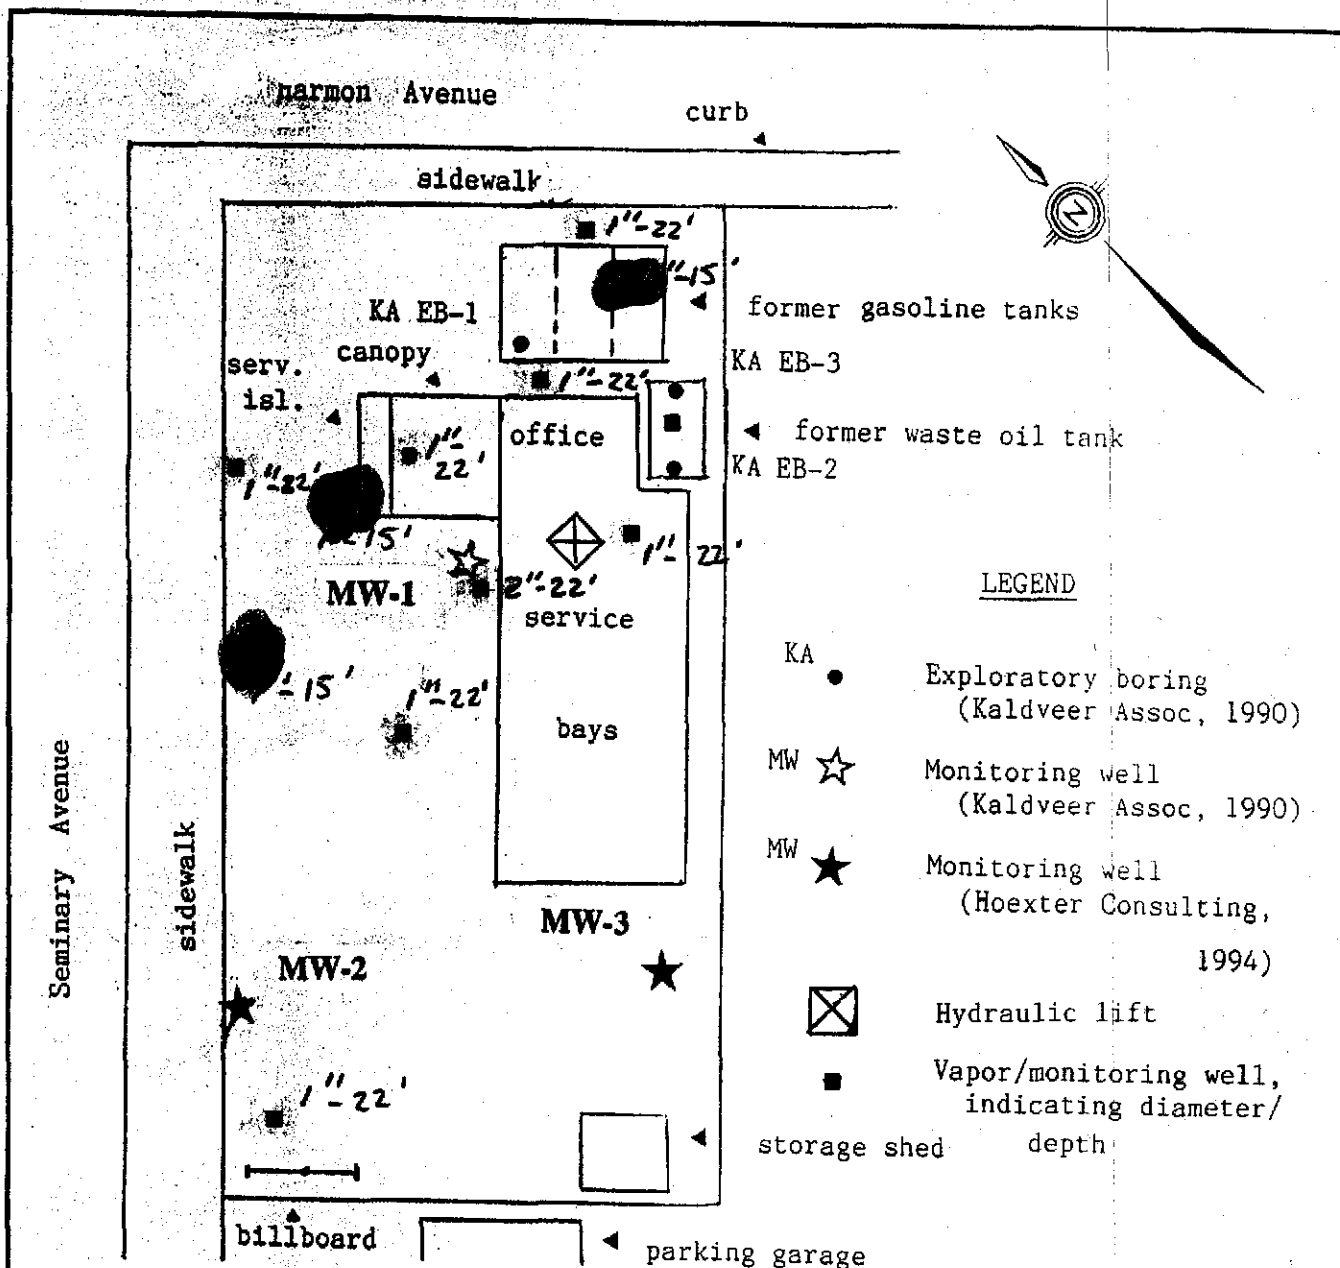 Harmon Avenue
curb
sidewalk
1"-22'
"-15'
former gasoline tanks
KA EB-1
canopy
1"-22'
KA EB-3
serv.
isl.
office
former waste oil tank
1"-
22'
KA EB-2
1"-22'
-15'
1"-22'
MW-1
2"-22'
service
bays
-15'
1"-22'
Seminary Avenue
sidewalk
MW-3
MW-2
1"-22'
storage shed
billboard
parking garage
N
LEGEND
KA
Exploratory boring
(Kaldveer Assoc, 1990)
MW
Monitoring well
(Kaldveer Assoc, 1990)
MW
Monitoring well
(Hoexter Consulting,
1994)
Hydraulic lift
Vapor/monitoring well,
indicating diameter/
depth